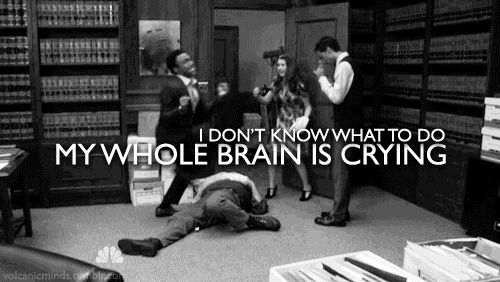 I DON'T KNOW WHAT TO DO
MY WHOLE BRAIN IS CRYING
volcanicminds.tumblr.com